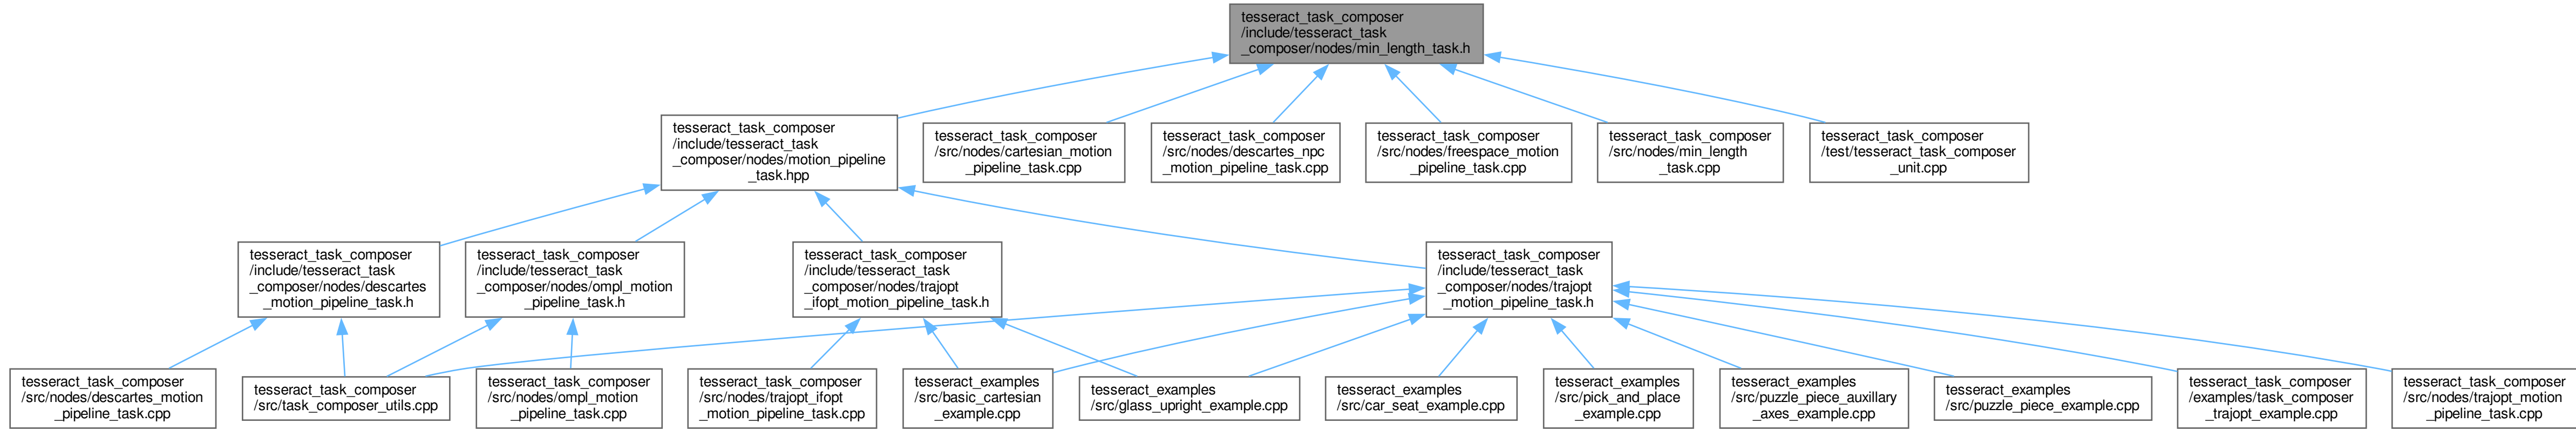 tesseract_task_composer
/include/tesseract_task
_composer/nodes/min_length_task.h
tesseract_task_composer
/include/tesseract_task
_composer/nodes/motion_pipeline
_task.hpp
tesseract_task_composer
/src/nodes/cartesian_motion
_pipeline_task.cpp
tesseract_task_composer
/src/nodes/descartes_npc
_motion_pipeline_task.cpp
tesseract_task_composer
/src/nodes/freespace_motion
_pipeline_task.cpp
tesseract_task_composer
/src/nodes/min_length
_task.cpp
tesseract_task_composer
/test/tesseract_task_composer
_unit.cpp
tesseract_task_composer
/include/tesseract_task
_composer/nodes/descartes
_motion_pipeline_task.h
tesseract_task_composer
/include/tesseract_task
_composer/nodes/ompl_motion
_pipeline_task.h
tesseract_task_composer
/include/tesseract_task
_composer/nodes/trajopt
_ifopt_motion_pipeline_task.h
tesseract_task_composer
/include/tesseract_task
_composer/nodes/trajopt
_motion_pipeline_task.h
tesseract_task_composer
/src/nodes/descartes_motion
_pipeline_task.cpp
tesseract_task_composer
/src/task_composer_utils.cpp
tesseract_task_composer
/src/nodes/ompl_motion
_pipeline_task.cpp
tesseract_task_composer
/src/nodes/trajopt_ifopt
_motion_pipeline_task.cpp
tesseract_examples
/src/basic_cartesian
_example.cpp
tesseract_examples
/src/glass_upright_example.cpp
tesseract_examples
/src/car_seat_example.cpp
tesseract_examples
/src/pick_and_place
_example.cpp
tesseract_examples
/src/puzzle_piece_auxillary
_axes_example.cpp
tesseract_examples
/src/puzzle_piece_example.cpp
tesseract_task_composer
/examples/task_composer
_trajopt_example.cpp
tesseract_task_composer
/src/nodes/trajopt_motion
_pipeline_task.cpp